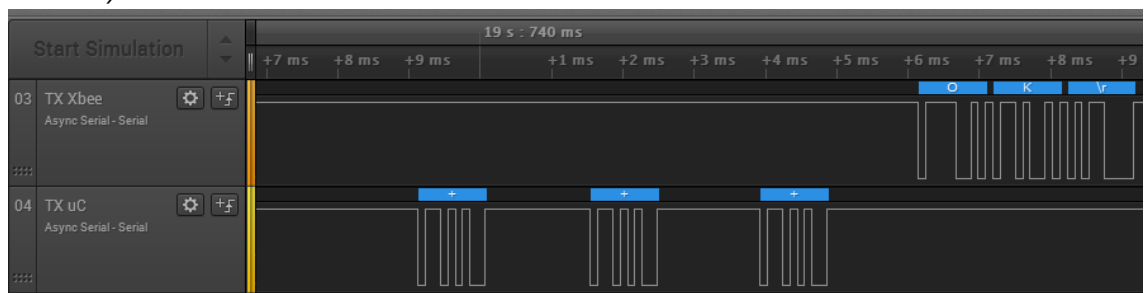 19 s : 740 ms
Start Simulation
+7 ms +8 ms +9 ms +1 ms +2 ms +3 ms +4 ms +5 ms +6 ms +7 ms +8 ms +9
03 TX Xbee
Async Serial - Serial
O K \r
04 TX uC
Async Serial - Serial
+ + +